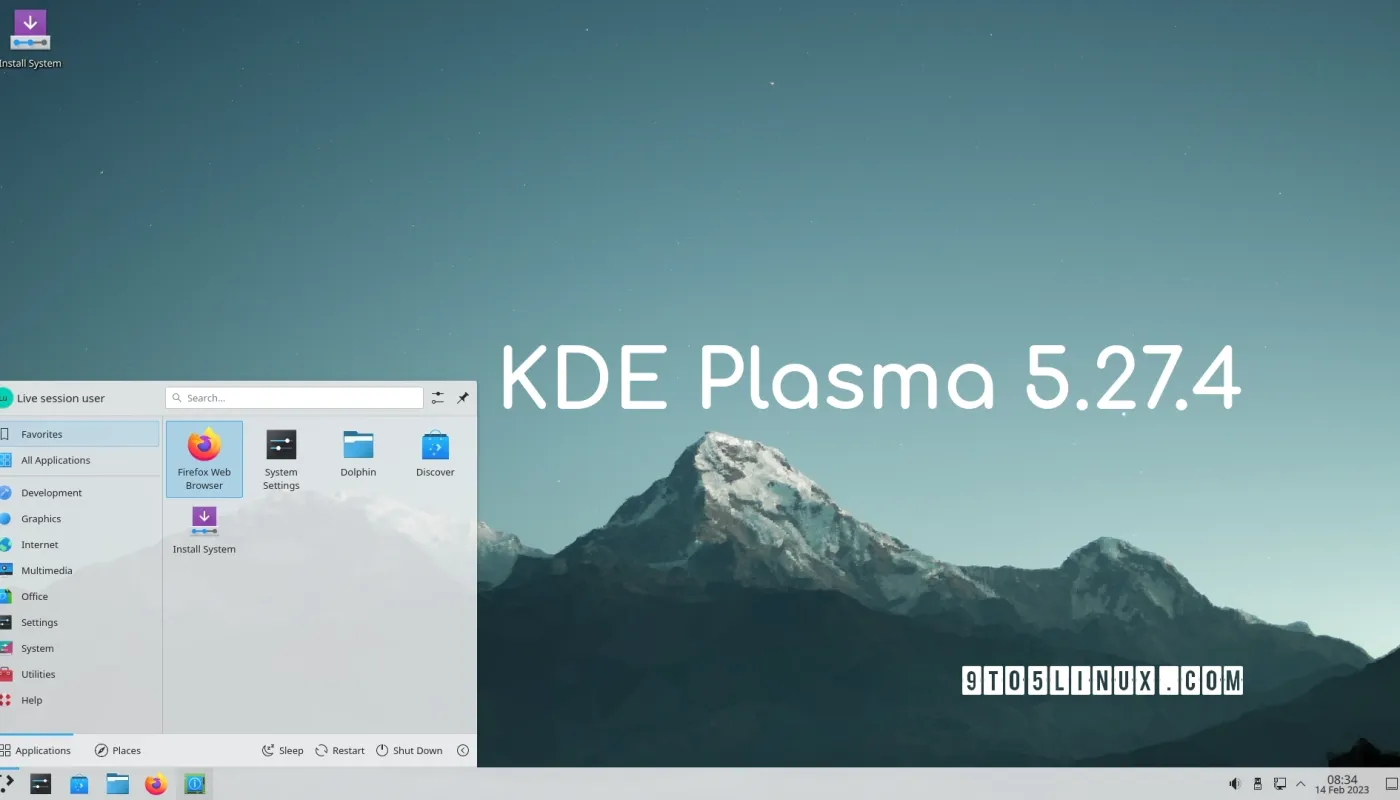 Install System
KDE Plasma 5.27.4
Live session user
Search...
Favorites
All Applications
Development
Graphics
Internet
Multimedia
Office
Settings
System
Utilities
Help
Firefox Web
Browser
System
Settings
Dolphin
Discover
Install System
9TO5LINUX.COM
Applications
Places
Sleep
Restart
Shut Down
08:34
14 Feb 2023